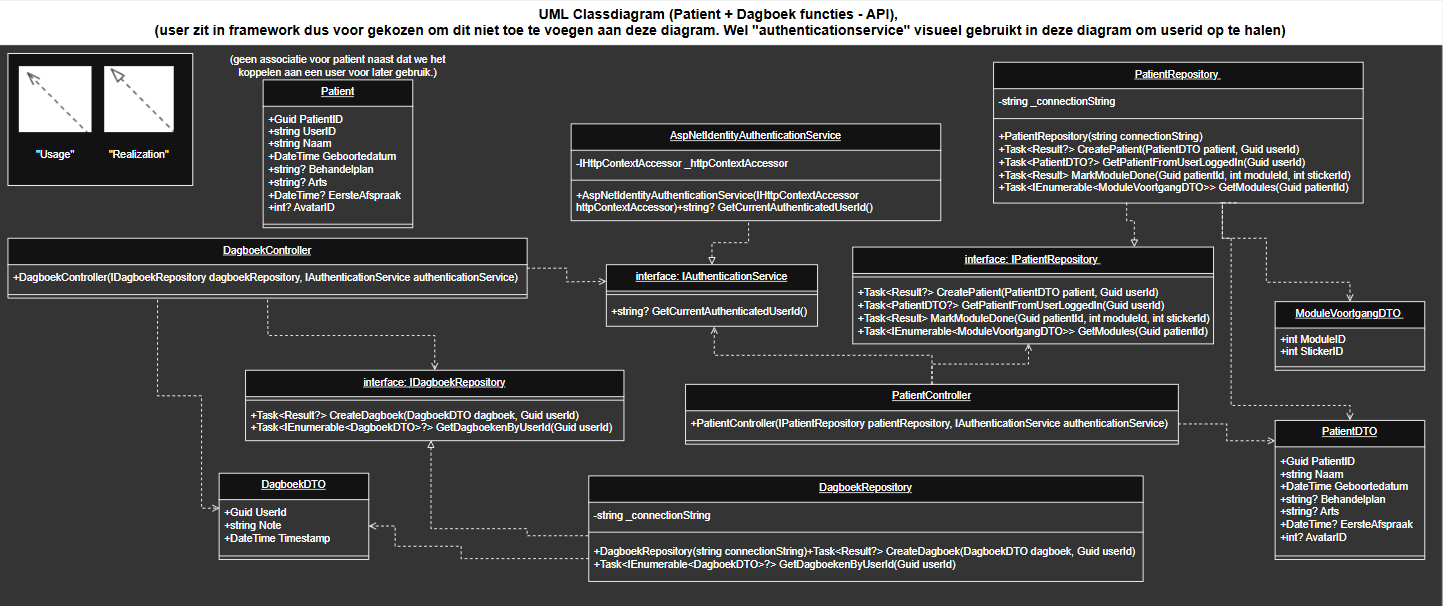 UML Classdiagram (Patient + Dagboek functies - API),
(user zit in framework dus voor gekozen om dit niet toe te voegen aan deze diagram. Wel "authenticationservice" visueel gebruikt in deze diagram om userid op te halen)
"Usage"
"Realization"
(geen associatie voor patient naast dat we het
koppelen aan een user voor later gebruik.)
Patient
+Guid PatientID
+string UserID
+string Naam
+DateTime Geboortedatum
+string? Behandelplan
+string? Arts
+DateTime? EersteAfspraak
+int? AvatarID
AspNetIdentityAuthenticationService
-IHttpContextAccessor _httpContextAccessor
+AspNetIdentityAuthenticationService(IHttpContextAccessor
httpContextAccessor)+string? GetCurrentAuthenticatedUserId()
PatientRepository
-string _connectionString
+PatientRepository(string connectionString)
+Task<Result?> CreatePatient(PatientDTO patient, Guid userId)
+Task<PatientDTO?> GetPatientFromUserLoggedIn(Guid userId)
+Task<Result> MarkModuleDone(Guid patientId, int moduleId, int stickerId)
+Task<IEnumerable<ModuleVoortgangDTO>> GetModules(Guid patientId)
DagboekController
+DagboekController(IDagboekRepository dagboekRepository, IAuthenticationService authenticationService)
interface: IAuthenticationService
+string? GetCurrentAuthenticatedUserId()
interface: IPatientRepository
+Task<Result?> CreatePatient(PatientDTO patient, Guid userId)
+Task<PatientDTO?> GetPatientFromUserLoggedIn(Guid userId)
+Task<Result> MarkModuleDone(Guid patientId, int moduleId, int stickerId)
+Task<IEnumerable<ModuleVoortgangDTO>> GetModules(Guid patientId)
ModuleVoortgangDTO
+int ModuleID
+int StickerID
interface: IDagboekRepository
+Task<Result?> CreateDagboek(DagboekDTO dagboek, Guid userId)
+Task<IEnumerable<DagboekDTO>?> GetDagboekenByUserId(Guid userId)
PatientController
+PatientController(IPatientRepository patientRepository, IAuthenticationService authenticationService)
PatientDTO
+Guid PatientID
+string Naam
+DateTime Geboortedatum
+string? Behandelplan
+string? Arts
+DateTime? EersteAfspraak
+int? AvatarID
DagboekDTO
+Guid UserId
+string Note
+DateTime Timestamp
DagboekRepository
-string _connectionString
+DagboekRepository(string connectionString)+Task<Result?> CreateDagboek(DagboekDTO dagboek, Guid userId)
+Task<IEnumerable<DagboekDTO>?> GetDagboekenByUserId(Guid userId)